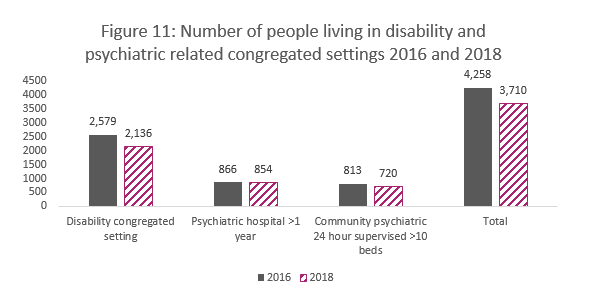 Figure 11: Number of people living in disability and
psychiatric related congregated settings 2016 and 2018
4500
4000
3500
3000
2500
2000
1500
1000
500
0
2,579
2,136
866
854
813
720
4,258
3,710
Disability congregated
setting
Psychiatric hospital >1
year
Community psychiatric
24 hour supervised >10
beds
Total
2016
2018